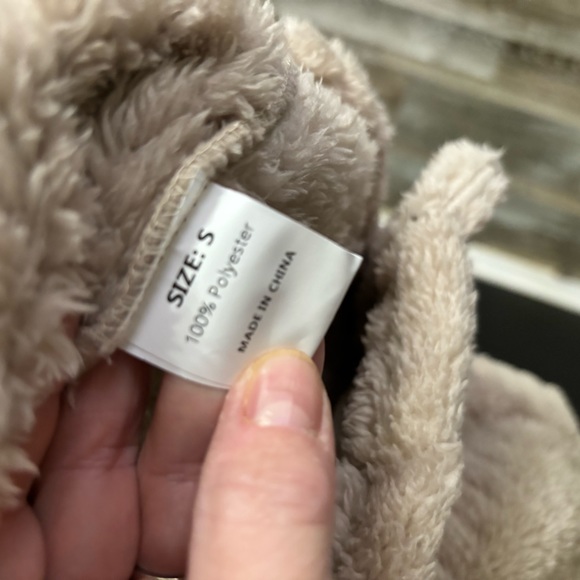 SIZE: S
100% Polyester
MADE IN CHINA